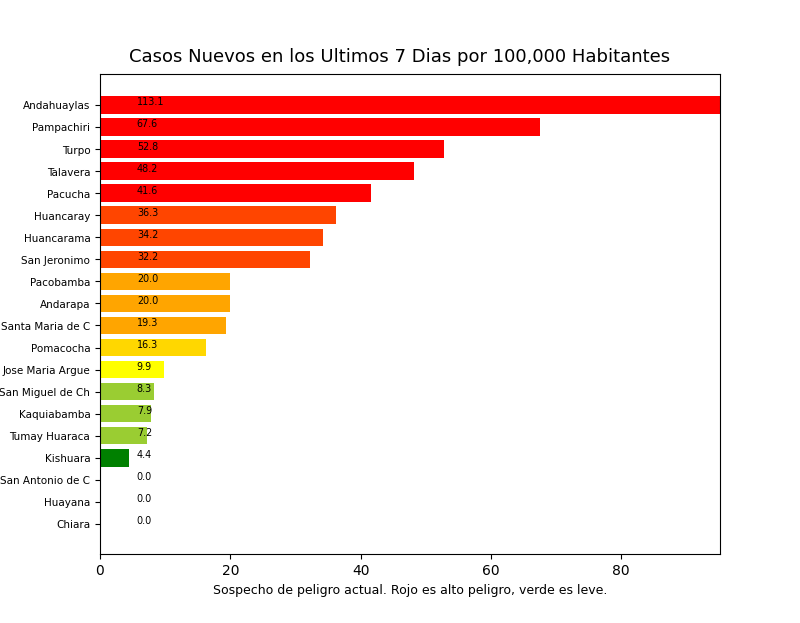 Casos Nuevos en los Ultimos 7 Dias por 100,000 Habitantes
Andahuaylas 113.1
Pampachiri 67.6
Turpo 52.8
Talavera 48.2
Pacucha 41.6
Huancaray 36.3
Huancarama 34.2
San Jeronimo 32.2
Pacobamba 20.0
Andarapa 20.0
Santa Maria de C 19.3
Pomacocha 16.3
Jose Maria Argue 9.9
San Miguel de Ch 8.3
Kaquiabamba 7.9
Tumay Huaraca 7.2
Kishuara 4.4
San Antonio de C 0.0
Huayana 0.0
Chiara 0.0
0 20 40 60 80
Sospecho de peligro actual. Rojo es alto peligro, verde es leve.